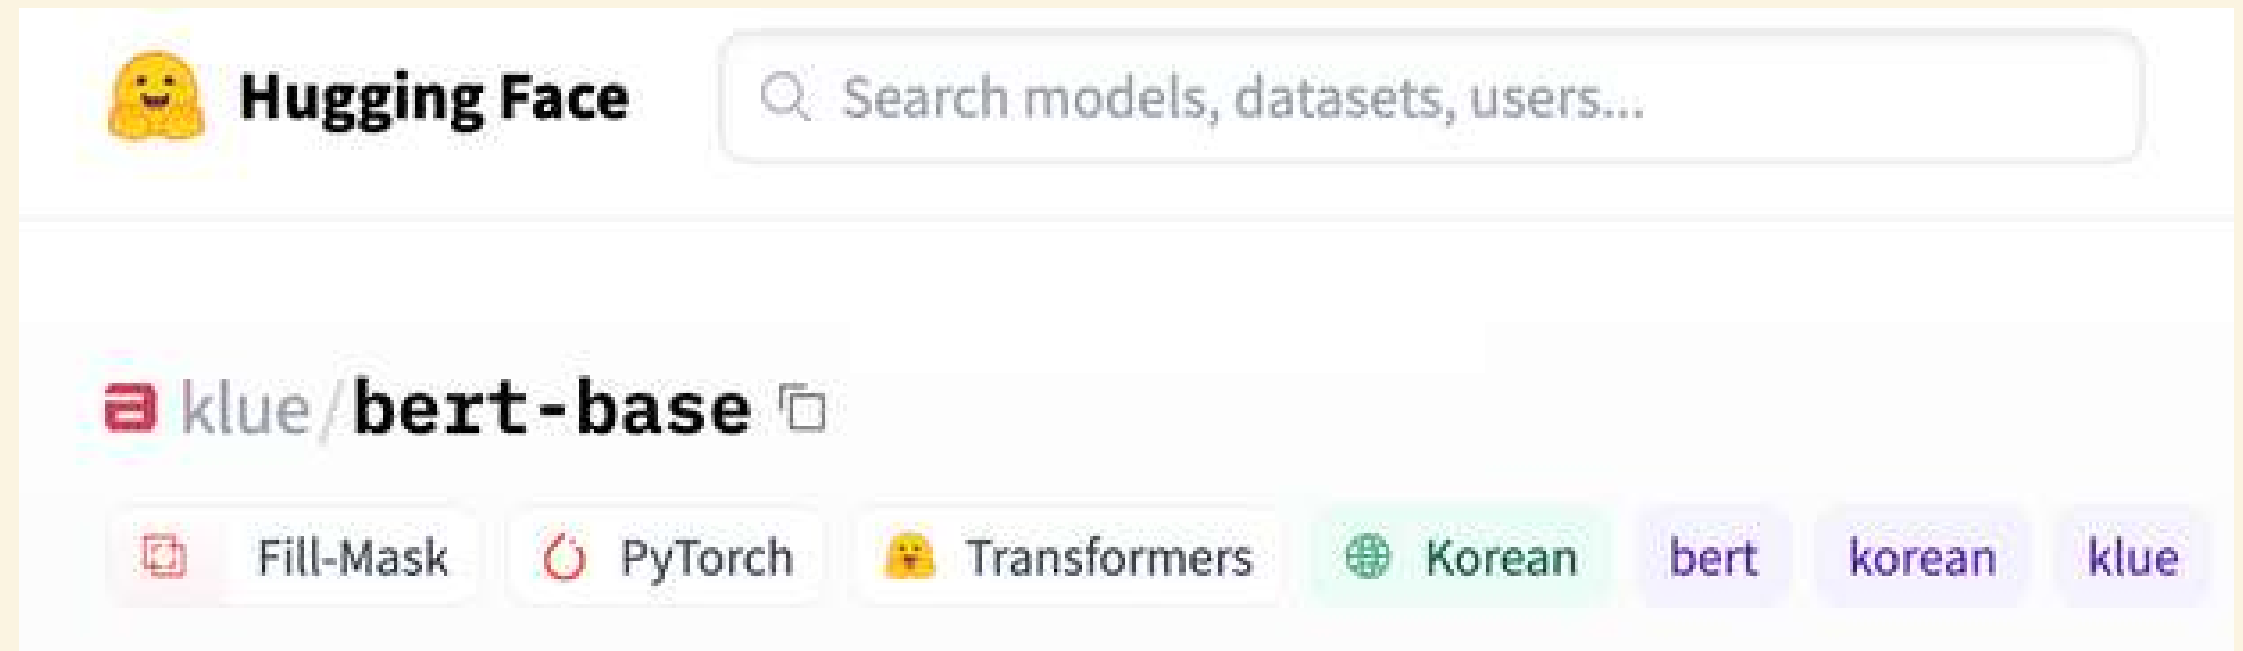 Hugging Face Search models, datasets, users...
klue/bert-base
Fill-Mask PyTorch Transformers Korean bert korean klue